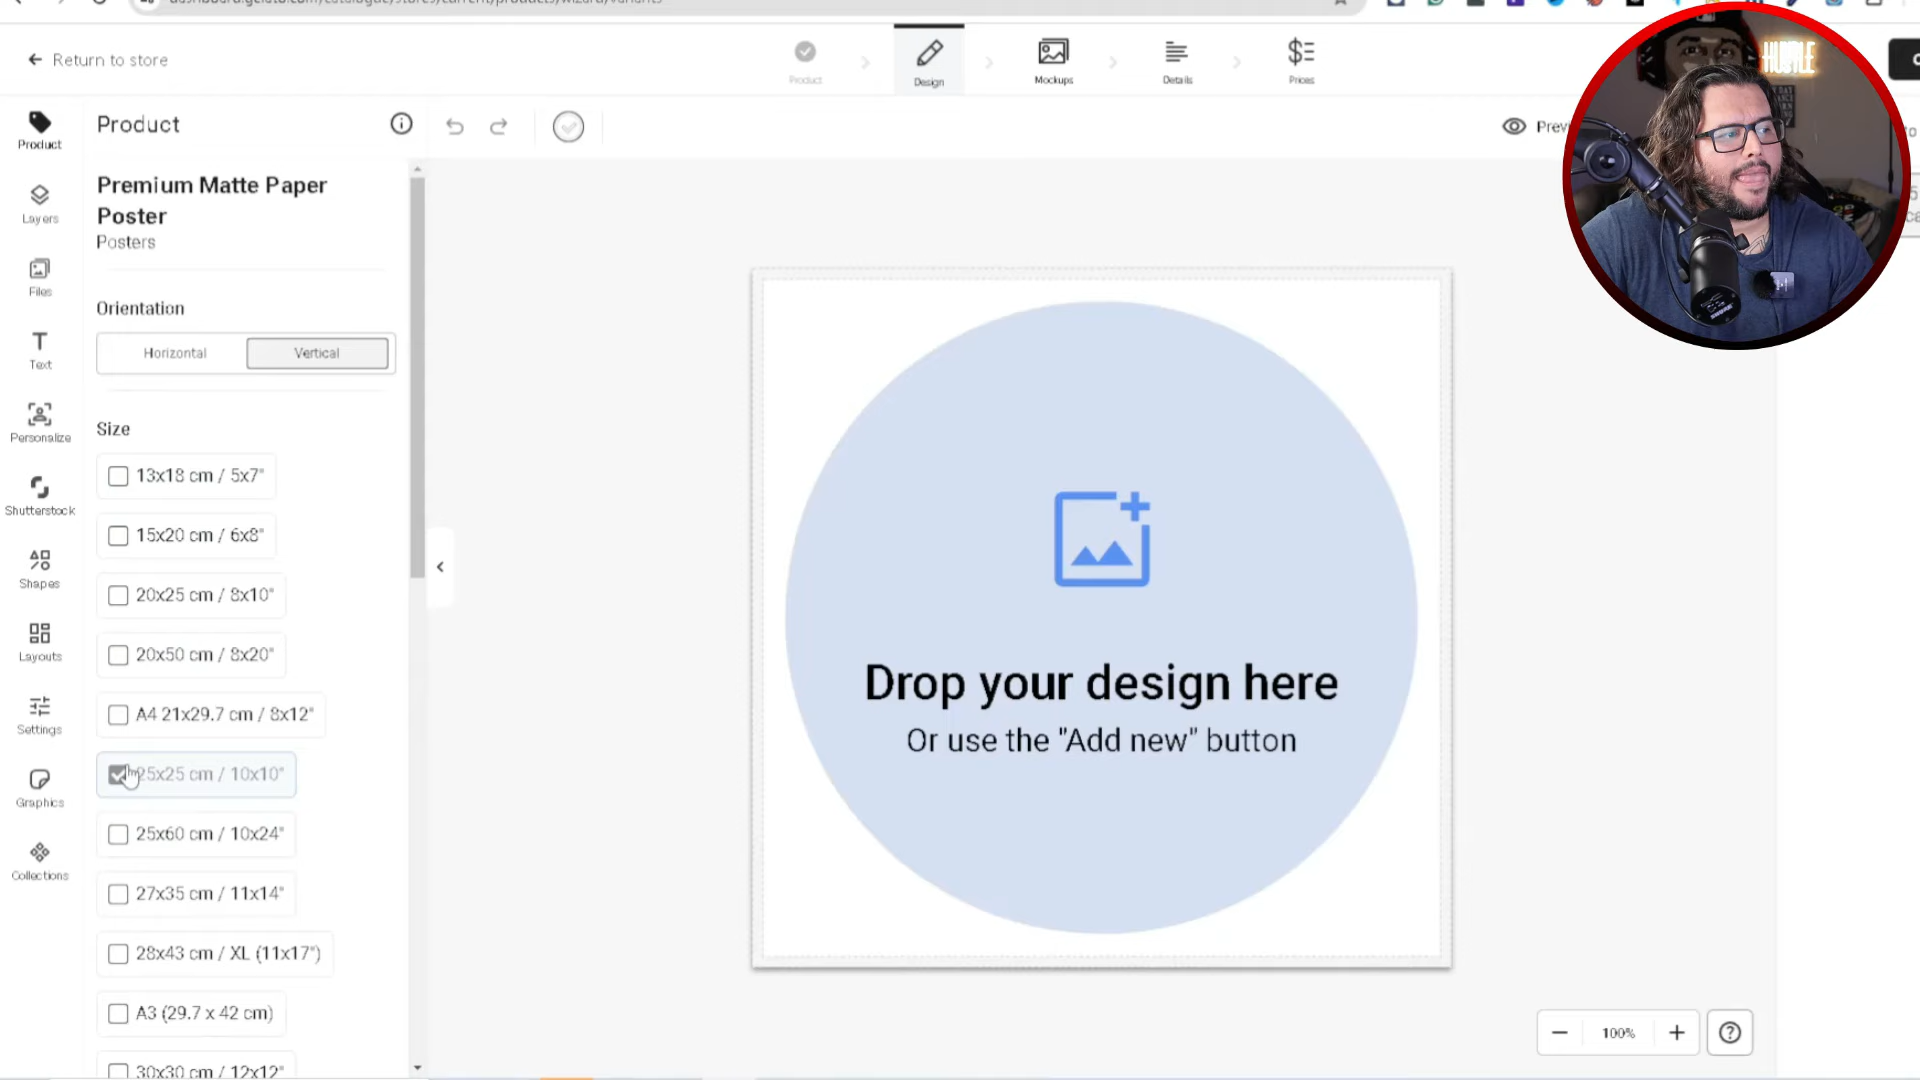 Return to store
Product
Design
Mockups
Details
Prices
HUSTLE
Product
Layers
Files
Text
Personalize
Shutterstock
Shapes
Layouts
Settings
Graphics
Collections
Product
Premium Matte Paper
Poster
Posters
Orientation
Horizontal
Vertical
Size
13x18 cm / 5x7"
15x20 cm / 6x8"
20x25 cm / 8x10"
20x50 cm / 8x20"
A4 21x29.7 cm / 8x12"
25x25 cm / 10x10"
25x60 cm / 10x24"
27x35 cm / 11x14"
28x43 cm / XL (11x17")
A3 (29.7 x 42 cm)
30x30 cm / 12x12"
Drop your design here
Or use the "Add new" button
100%